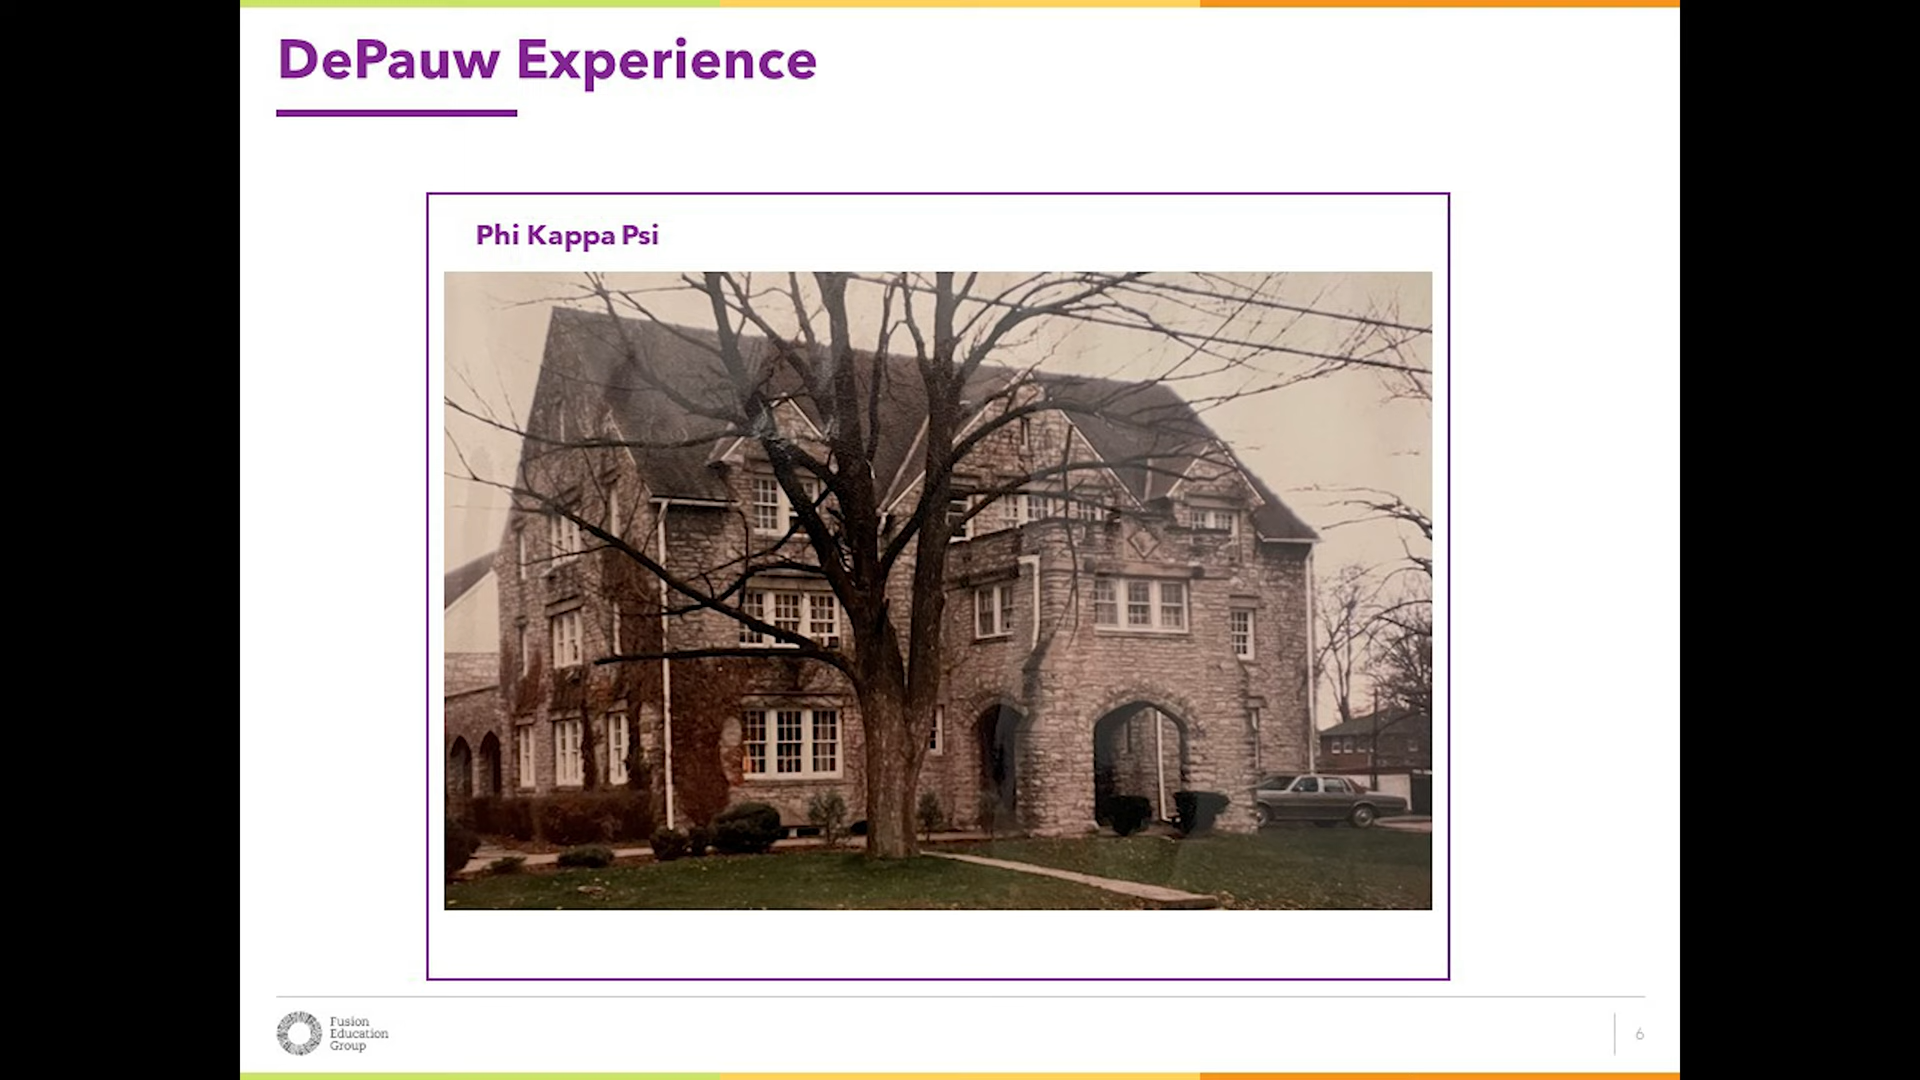 DePauw Experience
Phi Kappa Psi
Fusion
Education
Group
6